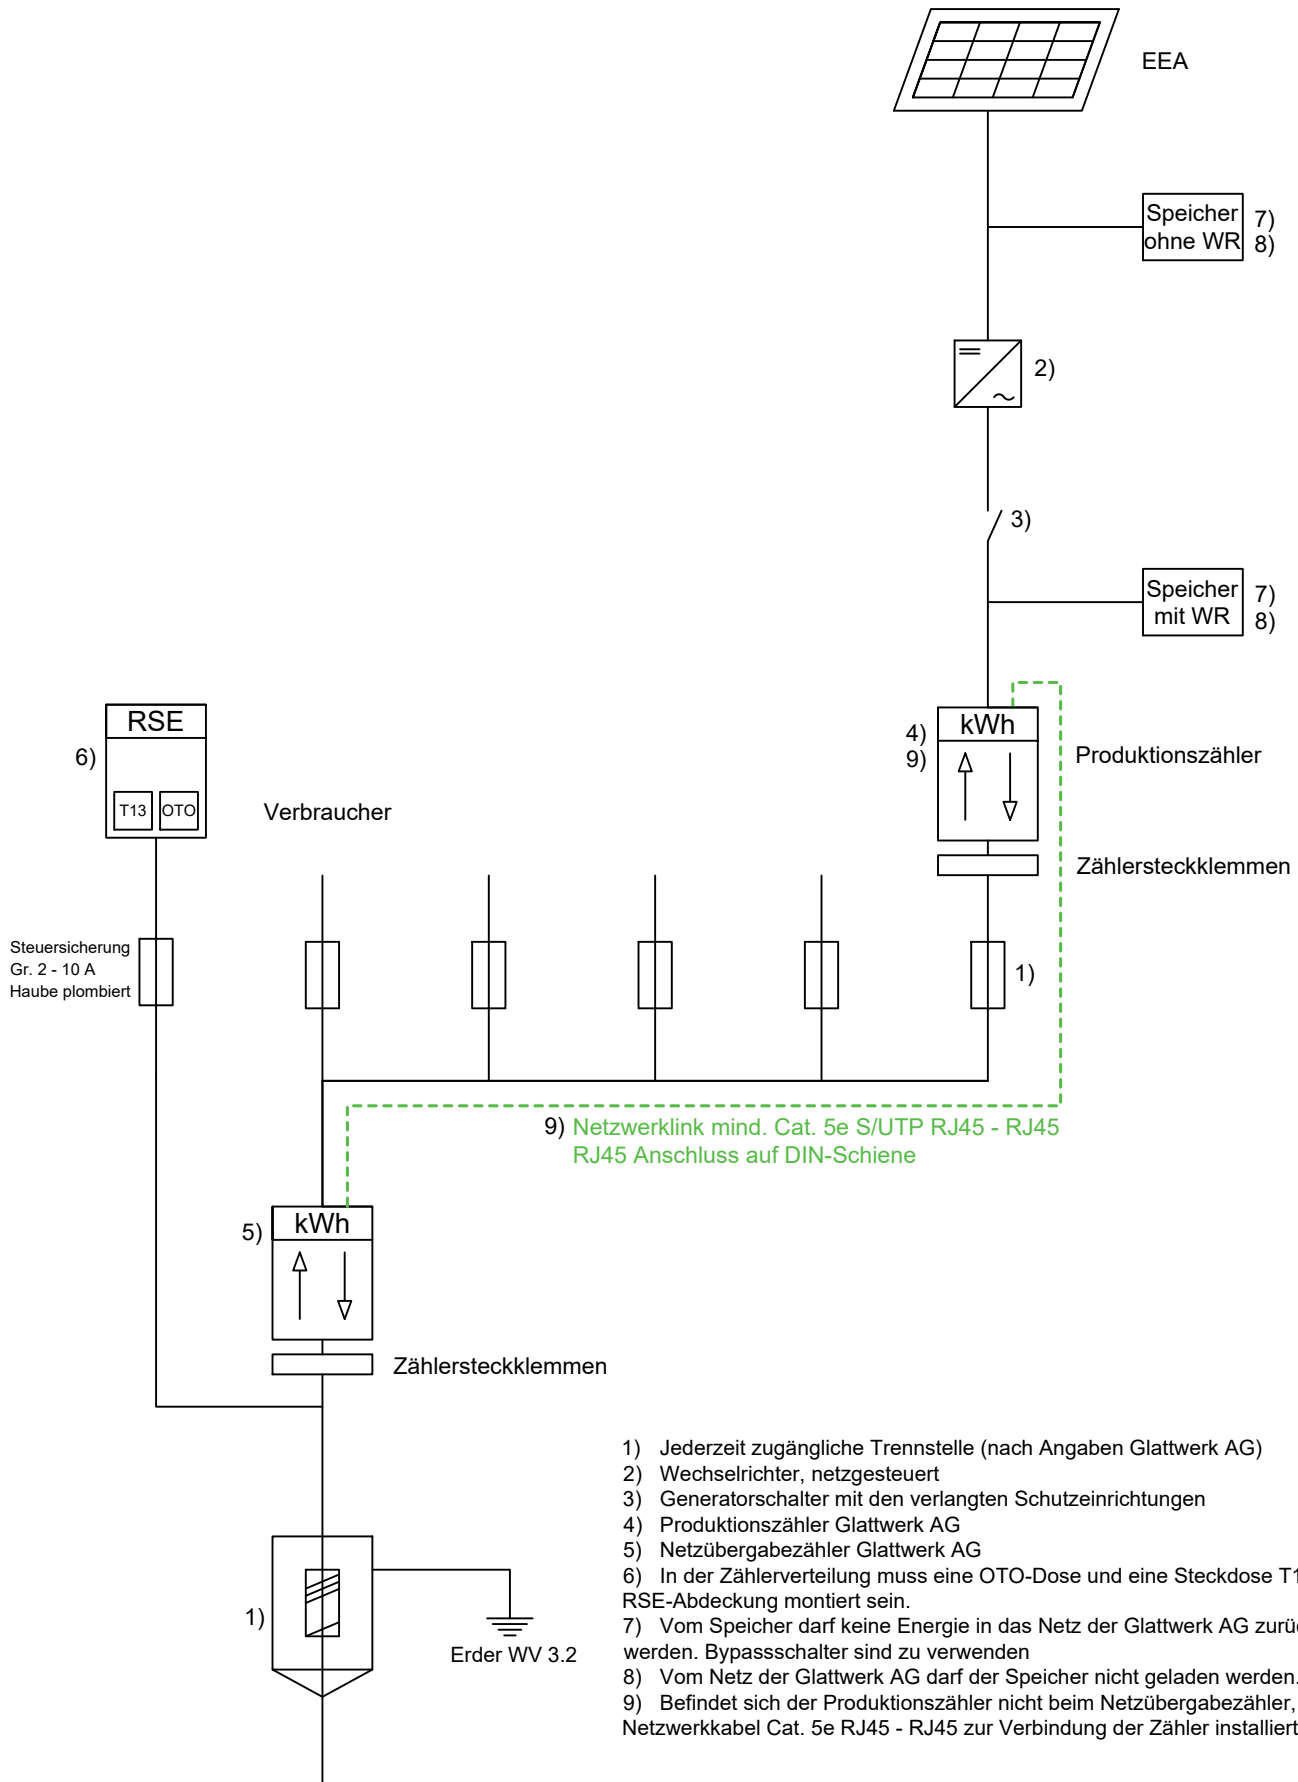 EEA
Speicher
ohne WR
7)
8)
2)
3)
Speicher
mit WR
7)
8)
RSE
6)
T13
OTO
Verbraucher
kWh
4)
9)
Produktionszähler
Zählersteckklemmen
Steuersicherung
Gr. 2 - 10 A
Haube plombiert
1)
9) Netzwerklink mind. Cat. 5e S/UTP RJ45 - RJ45
RJ45 Anschluss auf DIN-Schiene
kWh
5)
Zählersteckklemmen
1)
Erder WV 3.2
1) Jederzeit zugängliche Trennstelle (nach Angaben Glattwerk AG)
2) Wechselrichter, netzgesteuert
3) Generatorschalter mit den verlangten Schutzeinrichtungen
4) Produktionszähler Glattwerk AG
5) Netzübergabezähler Glattwerk AG
6) In der Zählerverteilung muss eine OTO-Dose und eine Steckdose
RSE-Abdeckung montiert sein.
7) Vom Speicher darf keine Energie in das Netz der Glattwerk AG
werden. Bypassschalter sind zu verwenden
8) Vom Netz der Glattwerk AG darf der Speicher nicht geladen werden.
9) Befindet sich der Produktionszähler nicht beim Netzübergabezähler,
Netzwerkkabel Cat. 5e RJ45 - RJ45 zur Verbindung der Zähler installiert